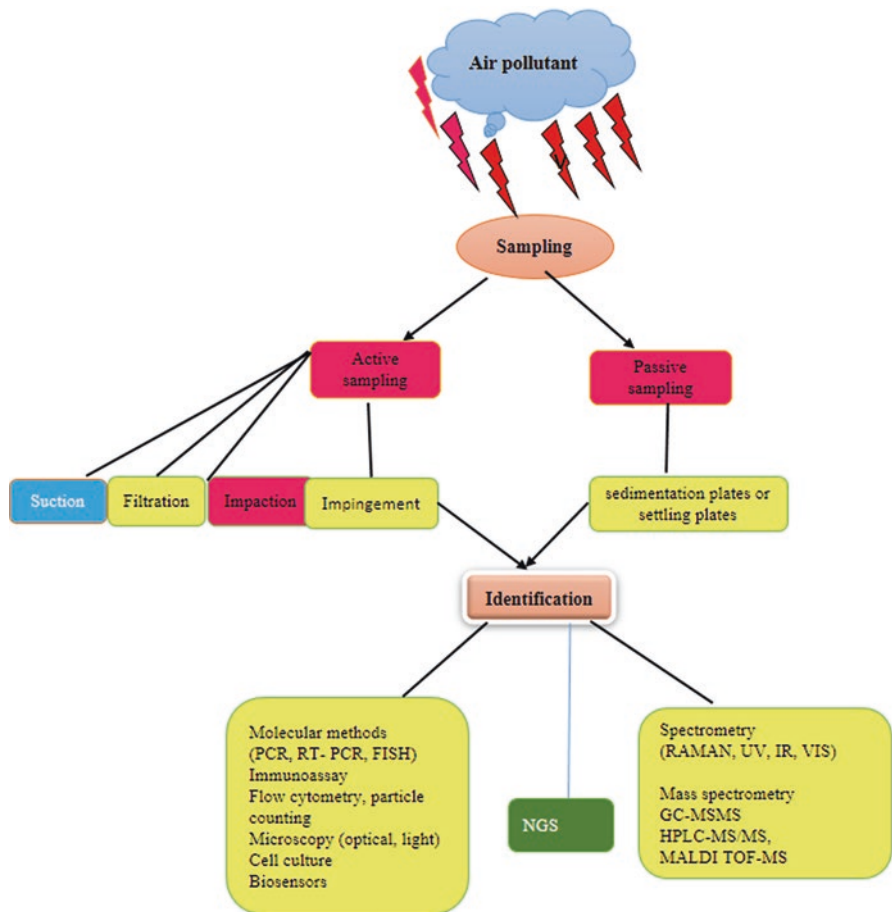 Air pollutant
Sampling
Active
sampling
Passive
sampling
Suction
Filtration
Impaction
Impingement
sedimentation plates or
settling plates
Identification
Molecular methods
(PCR, RT- PCR, FISH)
Immunoassay
Flow cytometry, particle
counting
Microscopy (optical, light)
Cell culture
Biosensors
NGS
Spectrometry
(RAMAN, UV, IR, VIS)
Mass spectrometry
GC-MSMS
HPLC-MS/MS,
MALDI TOF-MS